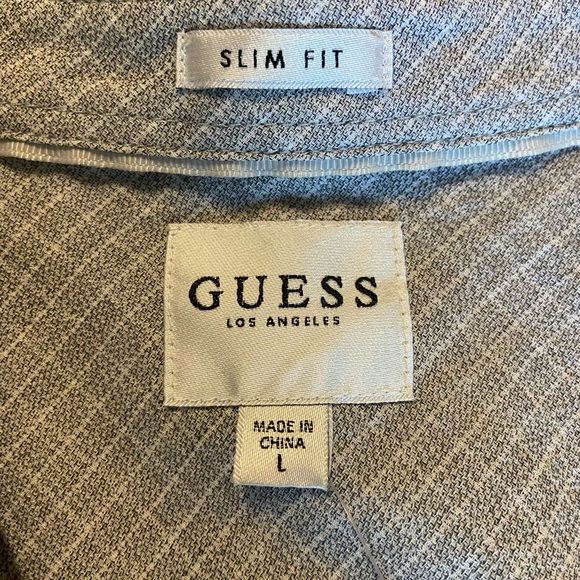 SLIM FIT
GUESS
LOS ANGELES
MADE IN
CHINA
L